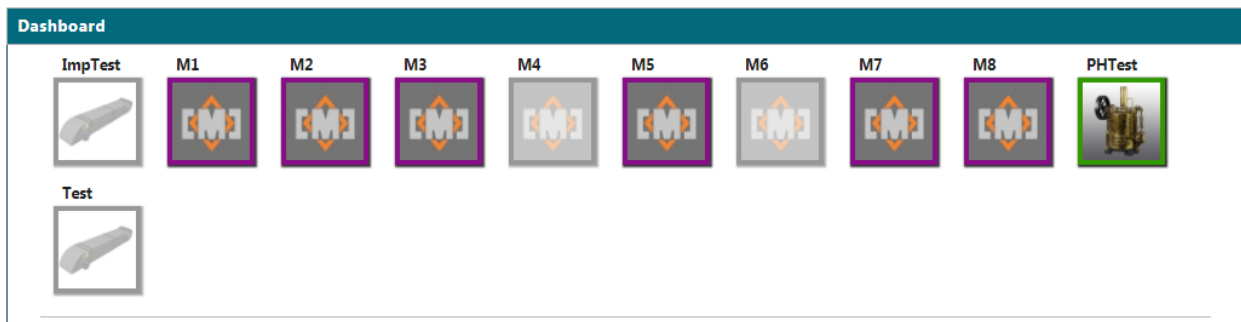 Dashboard
ImpTest M1 M2 M3 M4 M5 M6 M7 M8 PHTest
[M] [M] [M] [M] [M] [M] [M] [M]
Test